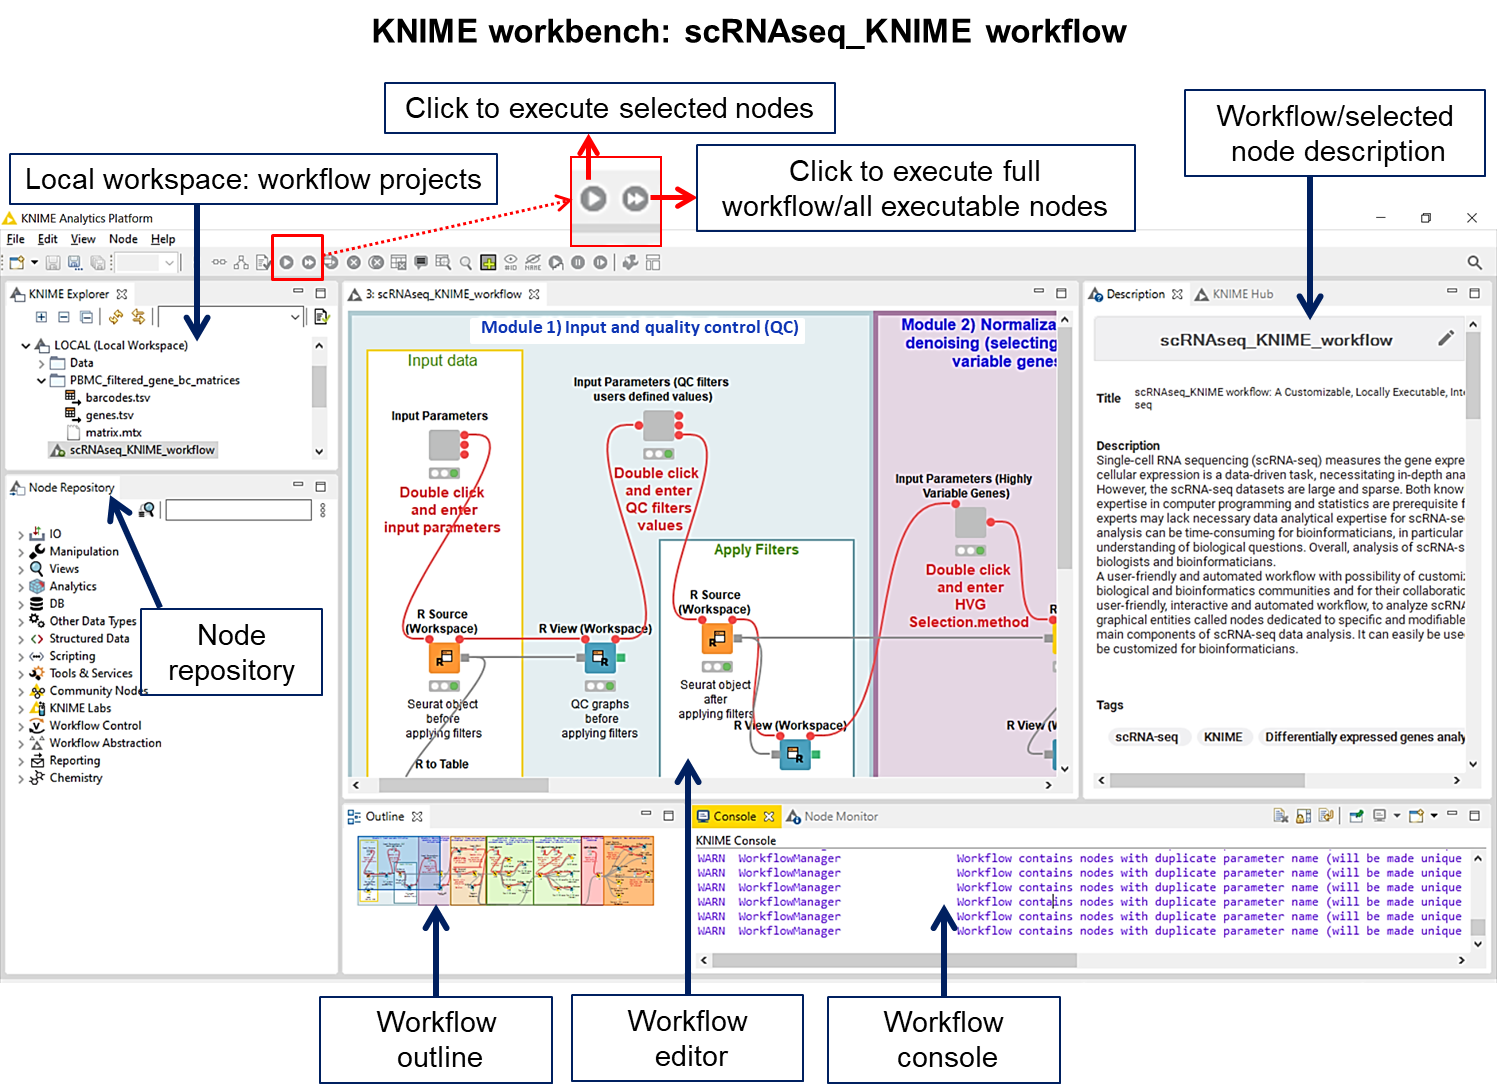 KNIME workbench: scRNAseq_KNIME workflow
Click to execute selected nodes
Workflow/selected
node description
Local workspace: workflow projects
Click to execute full
workflow/all executable nodes
KNIME Analytics Platform
File Edit View Node Help
KNIME Explorer
LOCAL (Local Workspace)
Data
PBMC_filtered_gene_bc_matrices
barcodes.tsv
genes.tsv
matrix.mtx
scRNAseq_KNIME_workflow
Node Repository
IO
Manipulation
Views
Analytics
DB
Other Data Types
Structured Data
Scripting
Tools & Services
Community Nodes
KNIME Labs
Workflow Control
Workflow Abstraction
Reporting
Chemistry
Node
repository
3: scRNAseq_KNIME_workflow
Module 1) Input and quality control (QC)
Input data
Input Parameters
Double click
and enter
input parameters
R Source
(Workspace)
Seurat object
before
applying filters
R to Table
Input Parameters (QC filters
users defined values)
Double click
and enter
QC filters
values
R View (Workspace)
QC graphs
before
applying filters
Apply Filters
R Source
(Workspace)
Seurat object
after
applying filters
R View (Workspace)
Module 2) Normaliza
denoising (selecting
variable gene
Input Parameters (Highly
Variable Genes)
Double click
and enter
HVG
Selection.method
R
R View (W
Description KNIME Hub
scRNAseq_KNIME_workflow
Title scRNAseq_KNIME workflow: A Customizable, Locally Executable, Inte
seq
Description
Single-cell RNA sequencing (scRNA-seq) measures the gene expre
cellular expression is a data-driven task, necessitating in-depth ana
However, the scRNA-seq datasets are large and sparse. Both know
expertise in computer programming and statistics are prerequisite f
experts may lack necessary data analytical expertise for scRNA-se
analysis can be time-consuming for bioinformaticians, in particular
understanding of biological questions. Overall, analysis of scRNA-s
biologists and bioinformaticians.
A user-friendly and automated workflow with possibility of customi
biological and bioinformatics communities and for their collaboratio
user-friendly, interactive and automated workflow, to analyze scRNA
graphical entities called nodes dedicated to specific and modifiable
main components of scRNA-seq data analysis. It can easily be use
be customized for bioinformaticians.
Tags
scRNA-seq KNIME Differentially expressed genes analy
Outline
Console Node Monitor
KNIME Console
WARN WorkflowManager Workflow contains nodes with duplicate parameter name (will be made unique
WARN WorkflowManager Workflow contains nodes with duplicate parameter name (will be made unique
WARN WorkflowManager Workflow contains nodes with duplicate parameter name (will be made unique
WARN WorkflowManager Workflow contains nodes with duplicate parameter name (will be made unique
WARN WorkflowManager Workflow contains nodes with duplicate parameter name (will be made unique
WARN WorkflowManager Workflow contains nodes with duplicate parameter name (will be made unique
Workflow
outline
Workflow
editor
Workflow
console